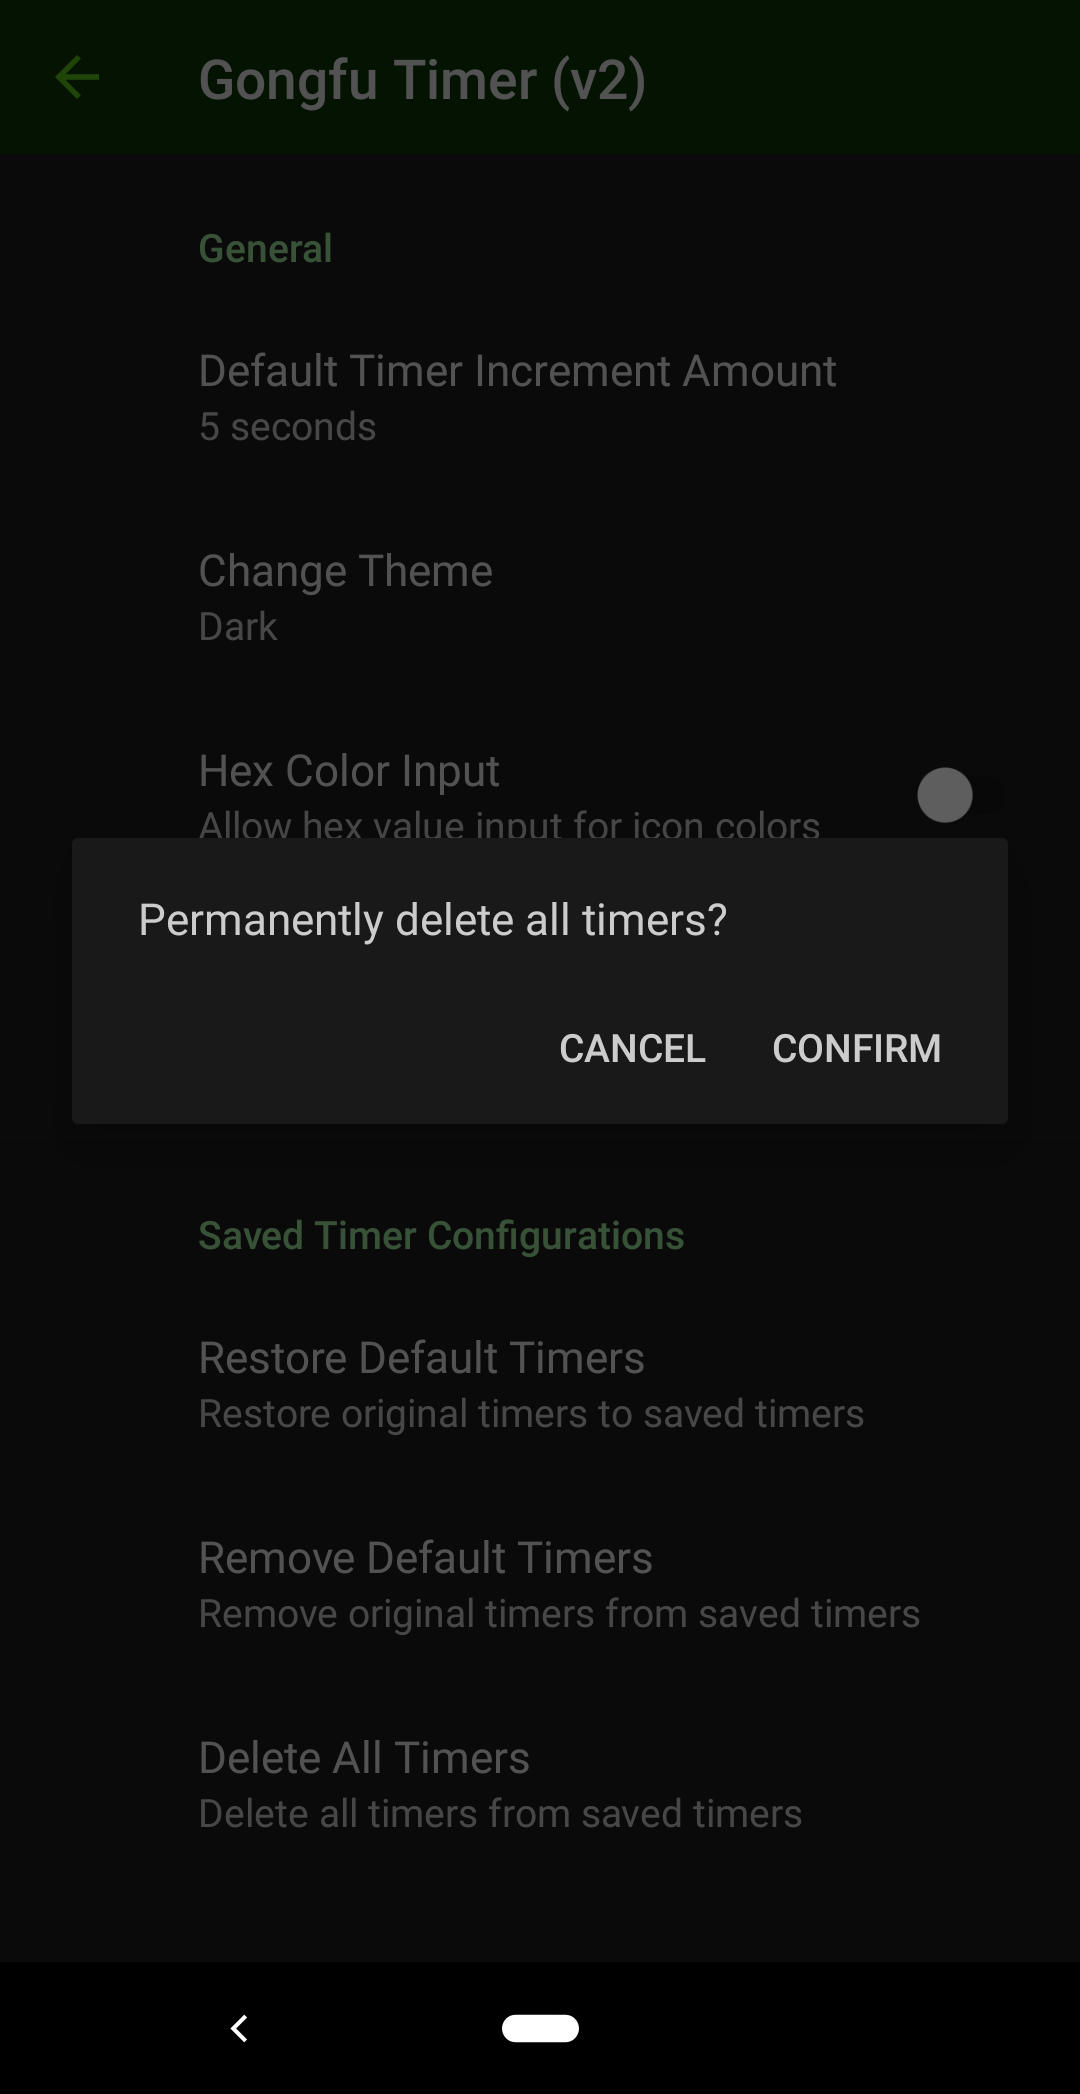 Gongfu Timer (v2)
General
Default Timer Increment Amount
5 seconds
Change Theme
Dark
Hex Color Input
Allow hex value input for icon colors
Permanently delete all timers?
CANCEL CONFIRM
Saved Timer Configurations
Restore Default Timers
Restore original timers to saved timers
Remove Default Timers
Remove original timers from saved timers
Delete All Timers
Delete all timers from saved timers